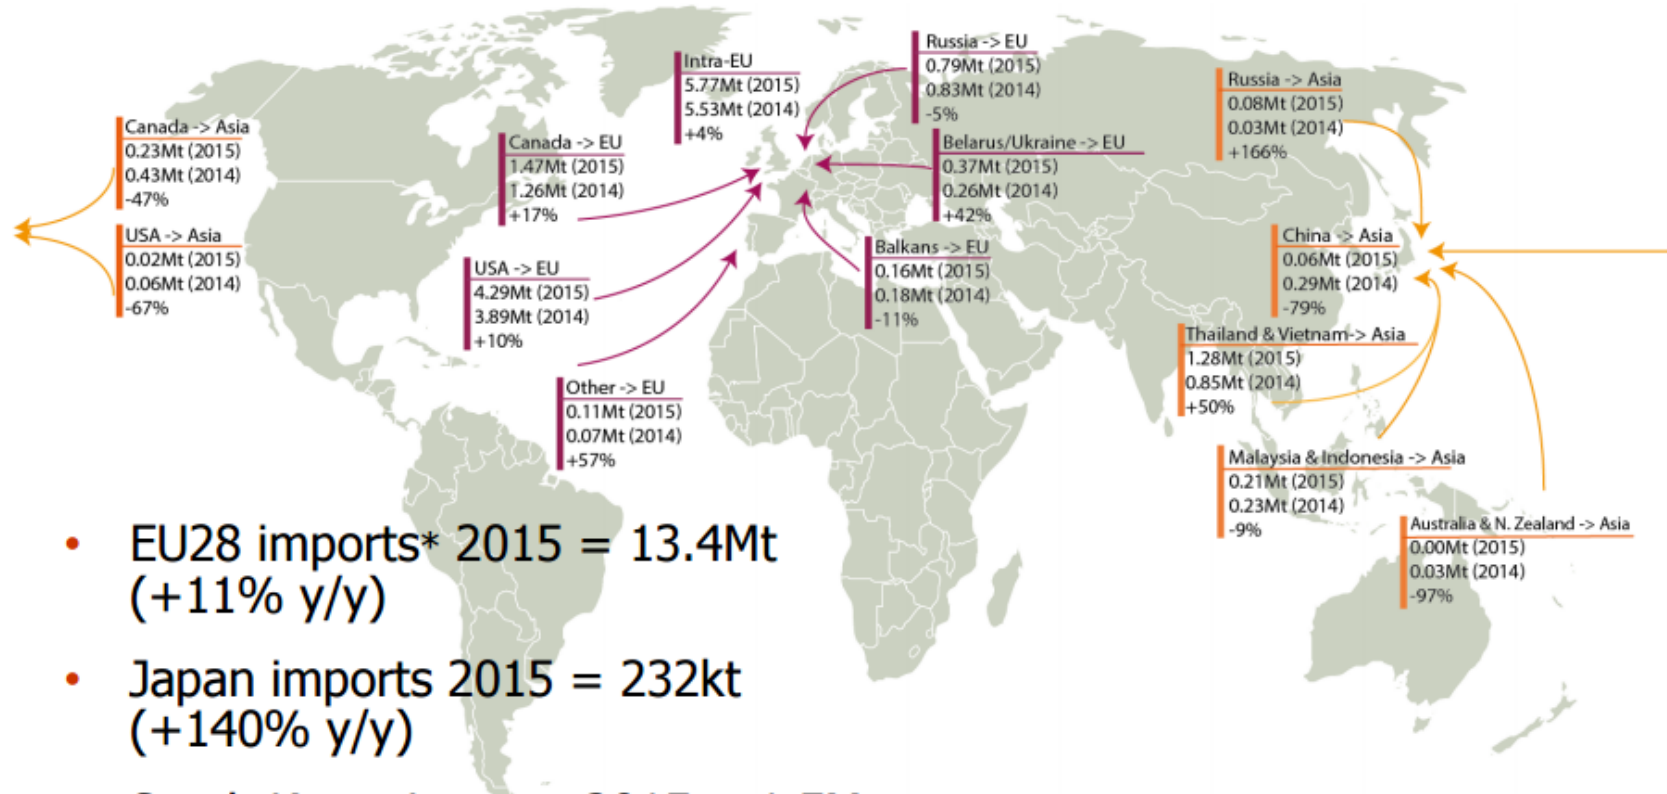 Russia -> EU
0.79Mt (2015)
0.83Mt (2014)
-5%
Intra-EU
5.77Mt (2015)
5.53Mt (2014)
+4%
Russia -> Asia
0.08Mt (2015)
0.03Mt (2014)
+166%
Canada -> Asia
0.23Mt (2015)
0.43Mt (2014)
-47%
Canada -> EU
1.47Mt (2015)
1.26Mt (2014)
+17%
Belarus/Ukraine -> EU
0.37Mt (2015)
0.26Mt (2014)
+42%
USA -> Asia
0.02Mt (2015)
0.06Mt (2014)
-67%
China -> Asia
0.06Mt (2015)
0.29Mt (2014)
-79%
Balkans -> EU
0.16Mt (2015)
0.18Mt (2014)
-11%
USA -> EU
4.29Mt (2015)
3.89Mt (2014)
+10%
Thailand & Vietnam-> Asia
1.28Mt (2015)
0.85Mt (2014)
+50%
Other -> EU
0.11Mt (2015)
0.07Mt (2014)
+57%
Malaysia & Indonesia -> Asia
0.21Mt (2015)
0.23Mt (2014)
-9%
Australia & N. Zealand -> Asia
0.00Mt (2015)
0.03Mt (2014)
-97%
• EU28 imports* 2015 = 13.4Mt
(+11% y/y)
• Japan imports 2015 = 232kt
(+140% y/y)